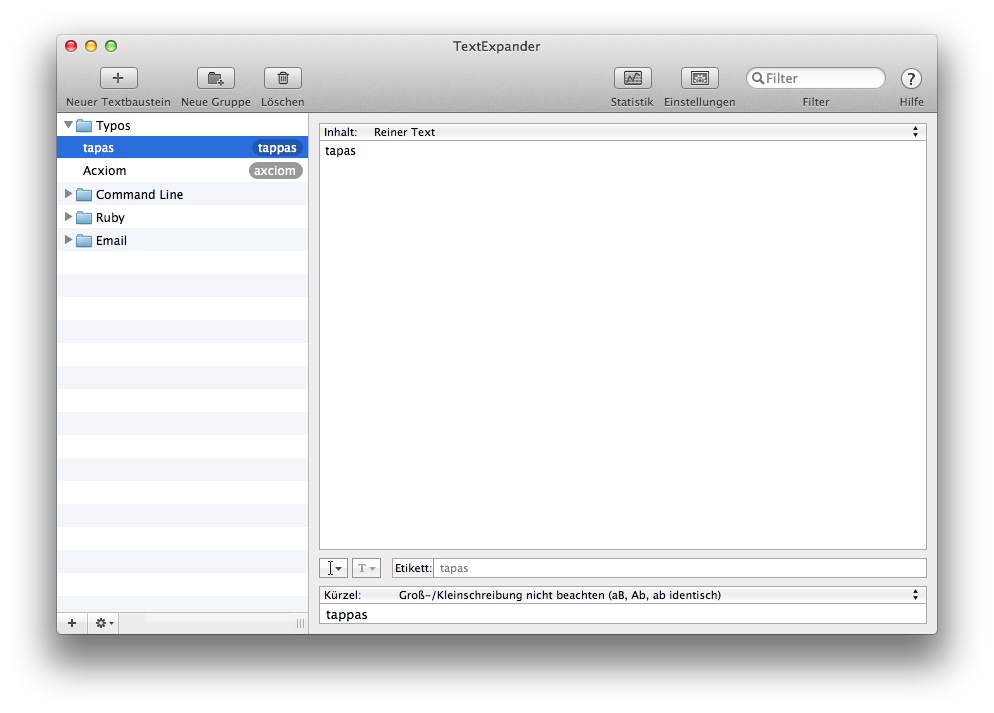 TextExpander
Neuer Textbaustein Neue Gruppe Löschen Statistik Einstellungen Filter Filter ? Hilfe
Typos
tapas tappas
Acxiom axciom
Command Line
Ruby
Email
Inhalt: Reiner Text
tapas
T Etikett: tapas
Kürzel: Groß-/Kleinschreibung nicht beachten (aB, Ab, ab identisch)
tappas